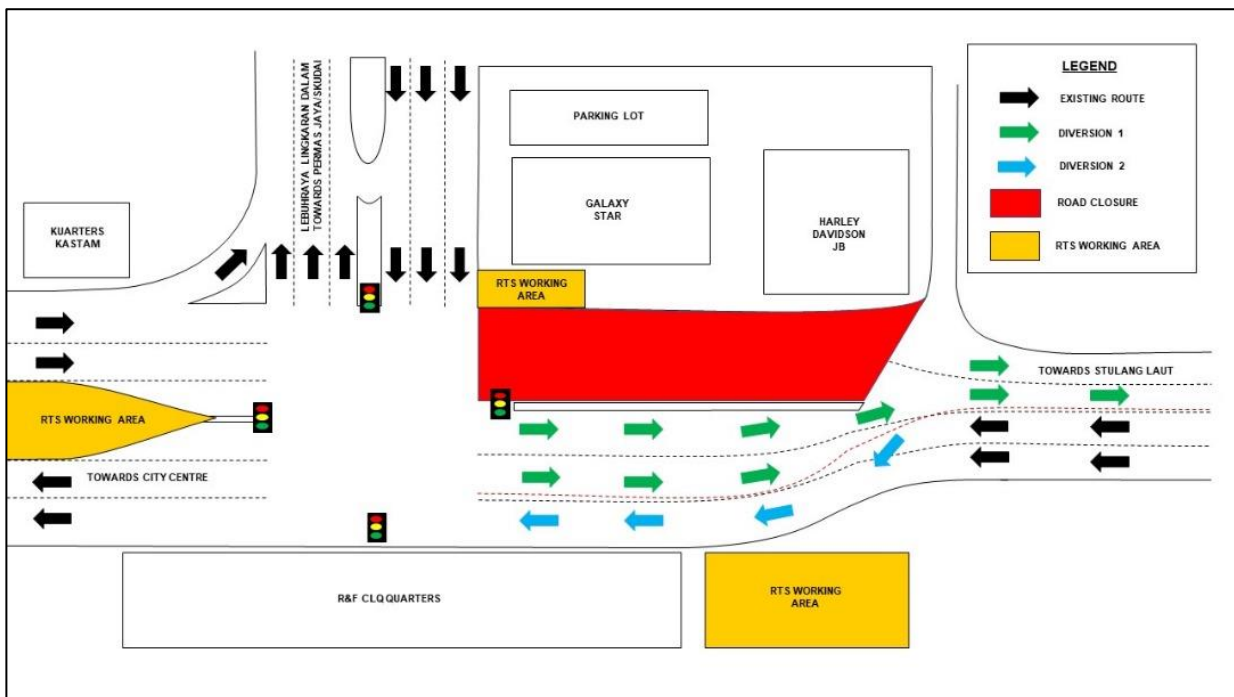 LEBUHRAYA LINGKARAN DALAM
TOWARDS PERMAS JAYA/SKUDAI
PARKING LOT
GALAXY
STAR
HARLEY
DAVIDSON
JB
KUARTERS
KASTAM
RTS WORKING
AREA
LEGEND
EXISTING ROUTE
DIVERSION 1
DIVERSION 2
ROAD CLOSURE
RTS WORKING AREA
TOWARDS STULANG LAUT
RTS WORKING AREA
TOWARDS CITY CENTRE
R&F CLQ QUARTERS
RTS WORKING
AREA